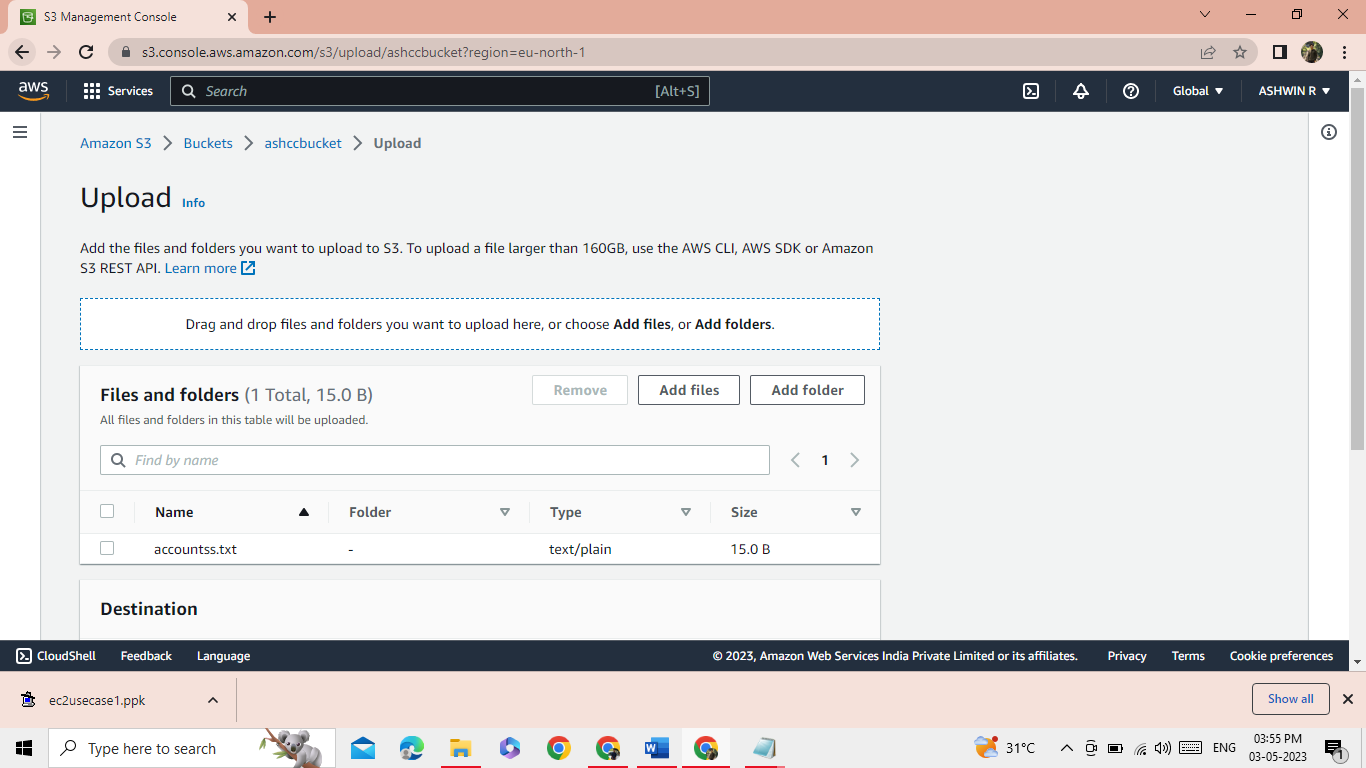 S3 Management Console
s3.console.aws.amazon.com/s3/upload/ashccbucket?region=eu-north-1
aws Services Search [Alt+S] Global ASHWIN R
Amazon S3 Buckets ashccbucket Upload
Upload Info
Add the files and folders you want to upload to S3. To upload a file larger than 160GB, use the AWS CLI, AWS SDK or Amazon
S3 REST API. Learn more
Drag and drop files and folders you want to upload here, or choose Add files, or Add folders.
Files and folders (1 Total, 15.0 B) Remove Add files Add folder
All files and folders in this table will be uploaded.
Find by name 1
Name Folder Type Size
accountss.txt - text/plain 15.0 B
Destination
CloudShell Feedback Language © 2023, Amazon Web Services India Private Limited or its affiliates. Privacy Terms Cookie preferences
ec2usecase1.ppk Show all
Type here to search 31°C ENG 03:55 PM
03-05-2023 1